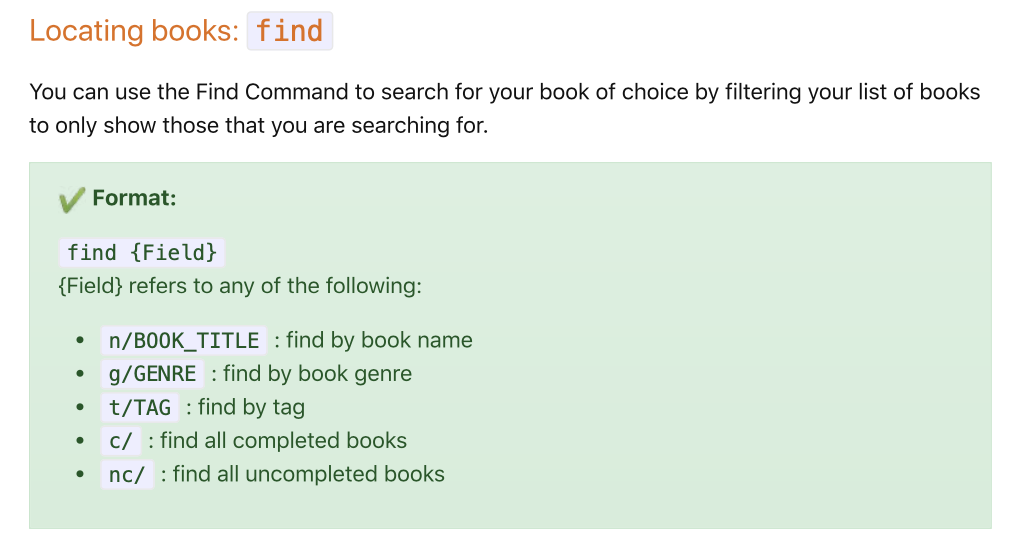 Locating books: find
You can use the Find Command to search for your book of choice by filtering your list of books
to only show those that you are searching for.
✔ Format:
find {Field}
{Field} refers to any of the following:
• n/BOOK_TITLE : find by book name
• g/GENRE : find by book genre
• t/TAG : find by tag
• c/ : find all completed books
• nc/ : find all uncompleted books